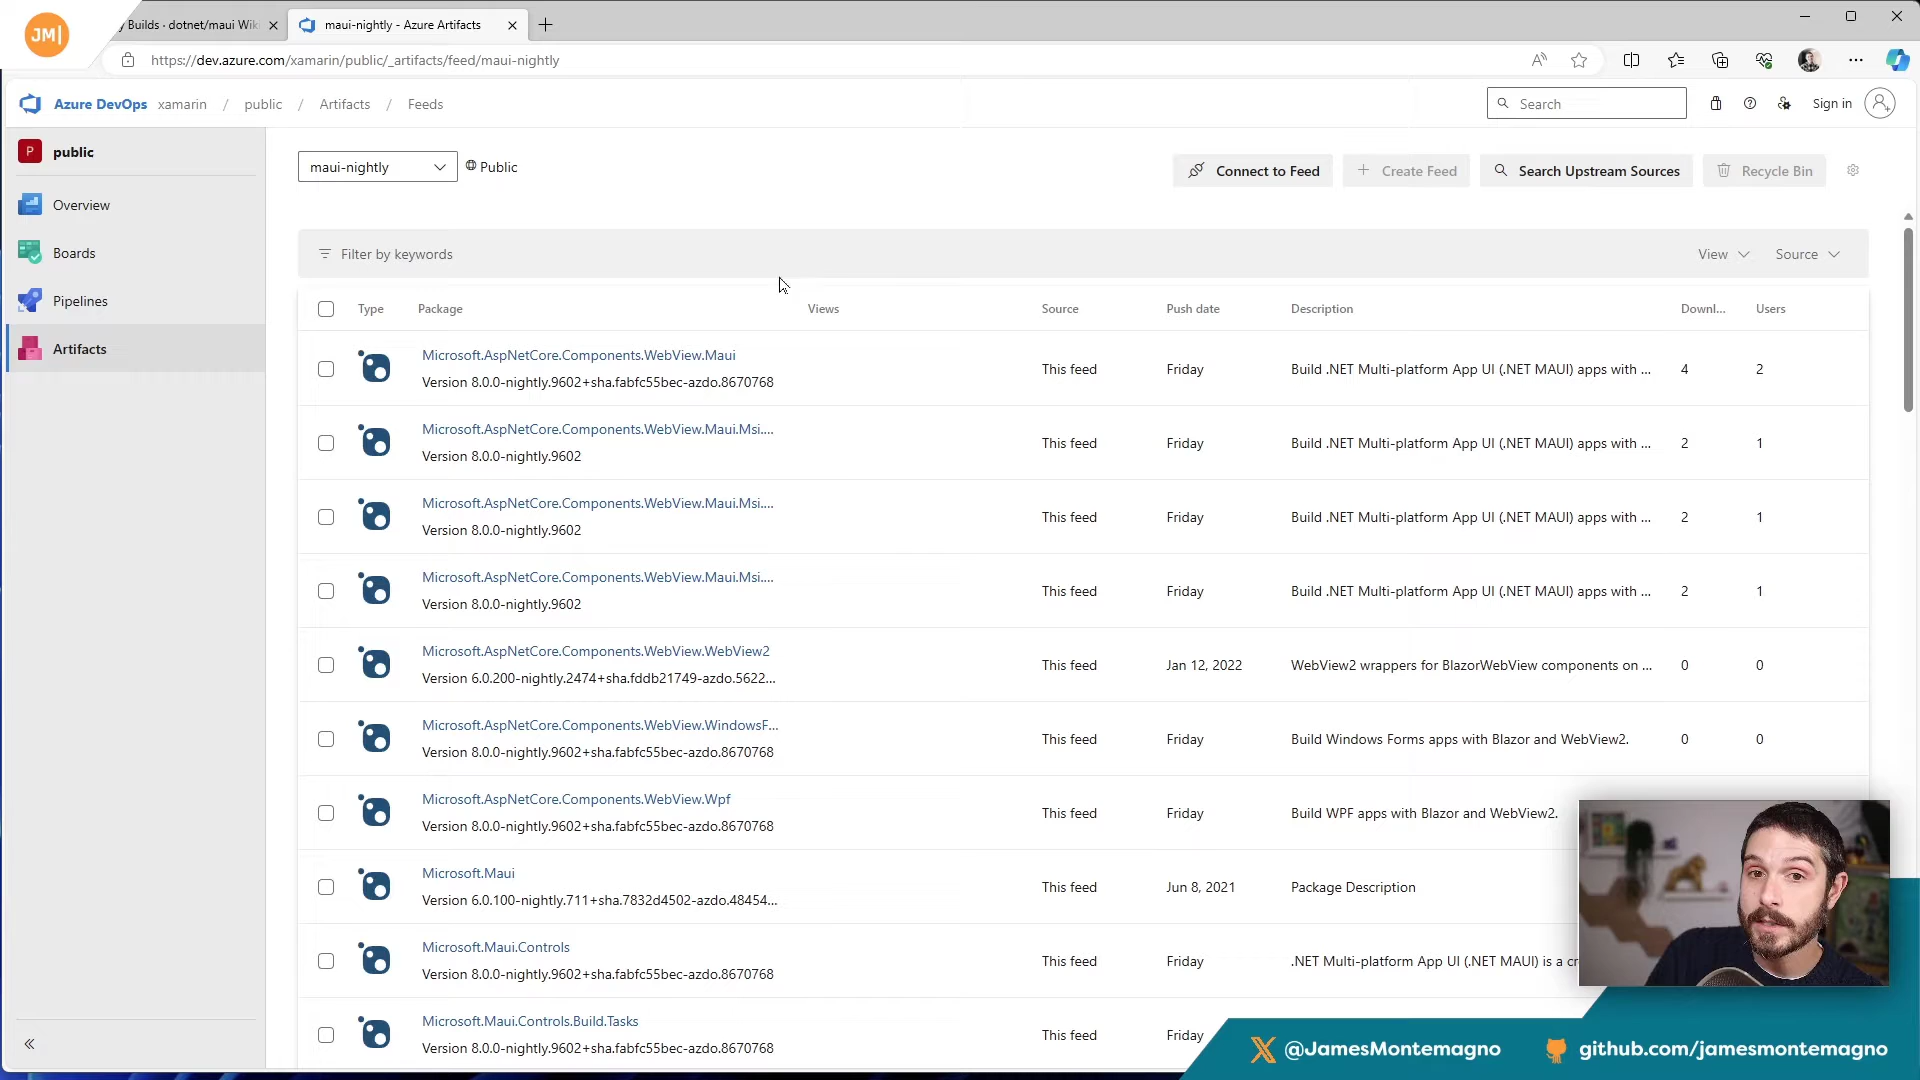 JM|
y Builds · dotnet/maui Wik
maui-nightly - Azure Artifacts
https://dev.azure.com/xamarin/public/_artifacts/feed/maui-nightly
Azure DevOps xamarin / public / Artifacts / Feeds
Search
Sign in
P public
Overview
Boards
Pipelines
Artifacts
maui-nightly
Public
Connect to Feed
Create Feed
Search Upstream Sources
Recycle Bin
Filter by keywords
View
Source
Type Package Views Source Push date Description Downl... Users
Microsoft.AspNetCore.Components.WebView.Maui
Version 8.0.0-nightly.9602+sha.fabfc55bec-azdo.8670768
This feed Friday Build .NET Multi-platform App UI (.NET MAUI) apps with ... 4 2
Microsoft.AspNetCore.Components.WebView.Maui.Msi....
Version 8.0.0-nightly.9602
This feed Friday Build .NET Multi-platform App UI (.NET MAUI) apps with ... 2 1
Microsoft.AspNetCore.Components.WebView.Maui.Msi....
Version 8.0.0-nightly.9602
This feed Friday Build .NET Multi-platform App UI (.NET MAUI) apps with ... 2 1
Microsoft.AspNetCore.Components.WebView.Maui.Msi....
Version 8.0.0-nightly.9602
This feed Friday Build .NET Multi-platform App UI (.NET MAUI) apps with ... 2 1
Microsoft.AspNetCore.Components.WebView.WebView2
Version 6.0.200-nightly.2474+sha.fddb21749-azdo.5622...
This feed Jan 12, 2022 WebView2 wrappers for BlazorWebView components on ... 0 0
Microsoft.AspNetCore.Components.WebView.WindowsF...
Version 8.0.0-nightly.9602+sha.fabfc55bec-azdo.8670768
This feed Friday Build Windows Forms apps with Blazor and WebView2. 0 0
Microsoft.AspNetCore.Components.WebView.Wpf
Version 8.0.0-nightly.9602+sha.fabfc55bec-azdo.8670768
This feed Friday Build WPF apps with Blazor and WebView2.
Microsoft.Maui
Version 6.0.100-nightly.711+sha.7832d4502-azdo.48454...
This feed Jun 8, 2021 Package Description
Microsoft.Maui.Controls
Version 8.0.0-nightly.9602+sha.fabfc55bec-azdo.8670768
This feed Friday .NET Multi-platform App UI (.NET MAUI) is a cr
Microsoft.Maui.Controls.Build.Tasks
Version 8.0.0-nightly.9602+sha.fabfc55bec-azdo.8670768
This feed Friday
@JamesMontemagno
github.com/jamesmontemagno